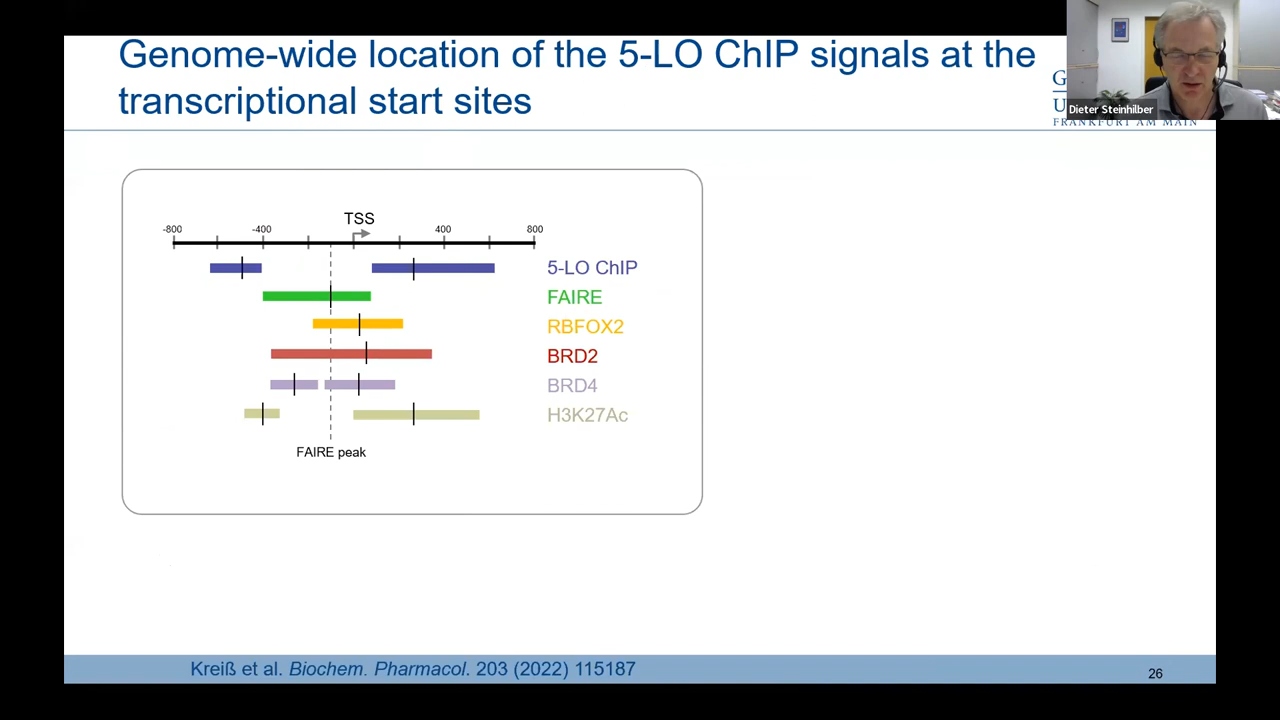 Genome-wide location of the 5-LO ChIP signals at the
transcriptional start sites
G
U
FRANKFURT AM MAIN
Dieter Steinhilber
TSS
-800 -400 400 800
5-LO ChIP
FAIRE
RBFOX2
BRD2
BRD4
H3K27Ac
FAIRE peak
Kreiß et al. Biochem. Pharmacol. 203 (2022) 115187
26